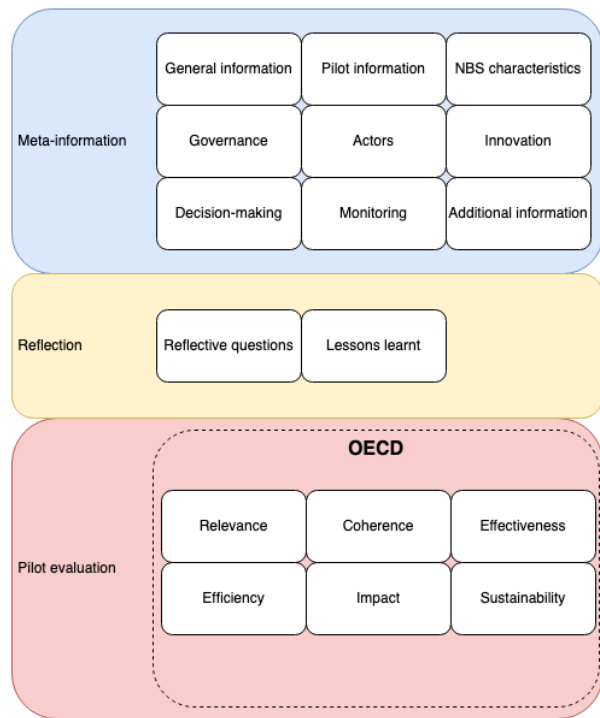 General information
Pilot information
NBS characteristics
Meta-information
Governance
Actors
Innovation
Decision-making
Monitoring
Additional information
Reflection
Reflective questions
Lessons learnt
OECD
Relevance
Coherence
Effectiveness
Pilot evaluation
Efficiency
Impact
Sustainability